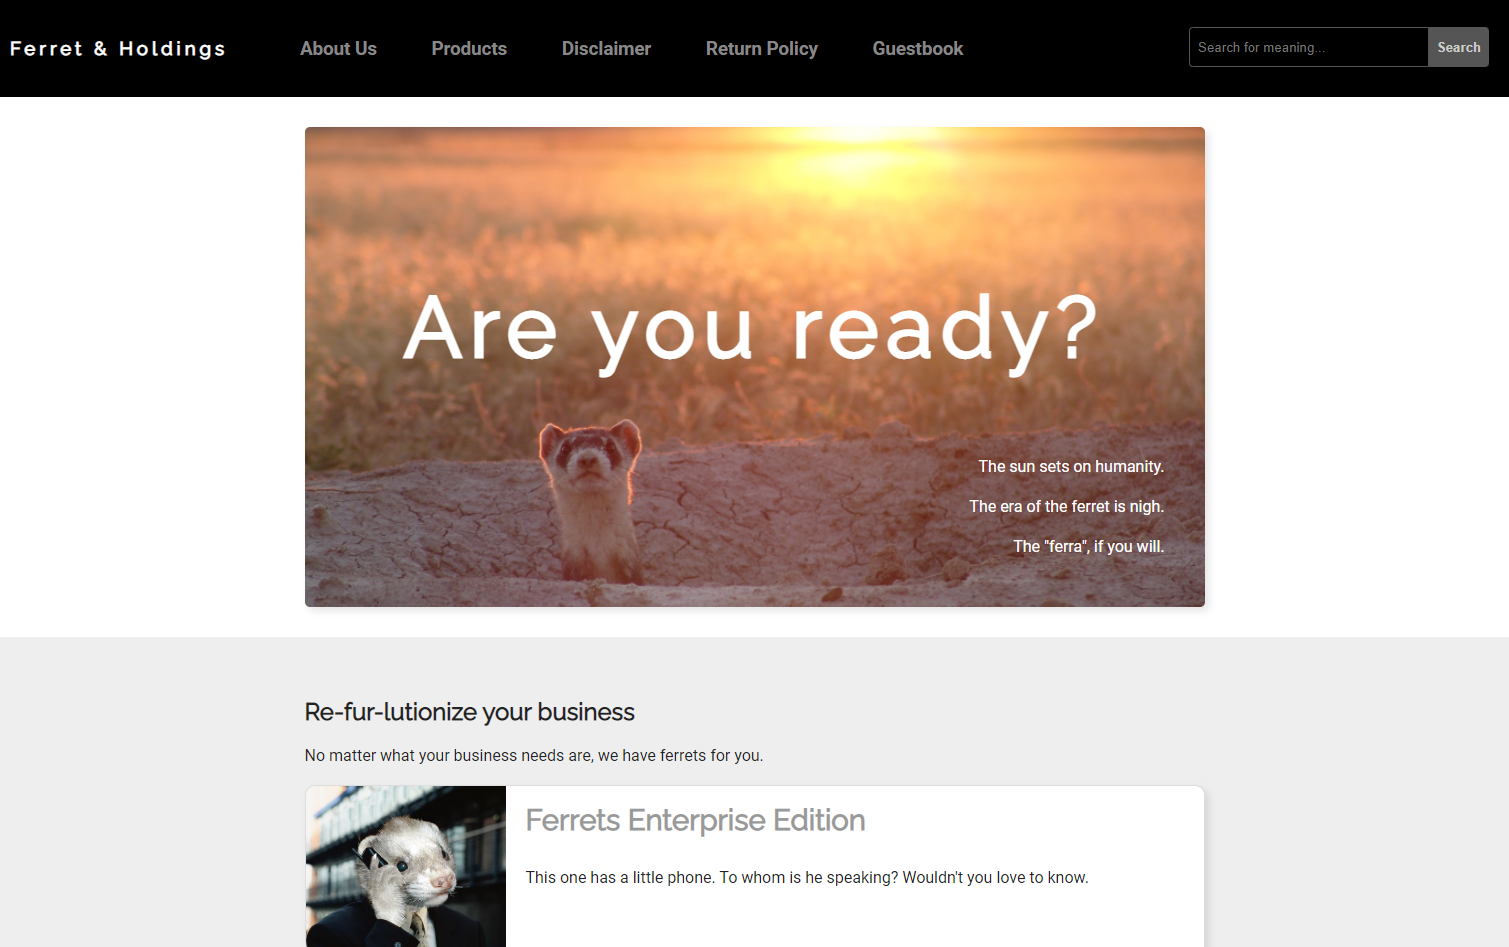 Ferret & Holdings
About Us
Products
Disclaimer
Return Policy
Guestbook
Search for meaning...
Search
Are you ready?
The sun sets on humanity.
The era of the ferret is nigh.
The "ferra", if you will.
Re-fur-lutionize your business
No matter what your business needs are, we have ferrets for you.
Ferrets Enterprise Edition
This one has a little phone. To whom is he speaking? Wouldn't you love to know.